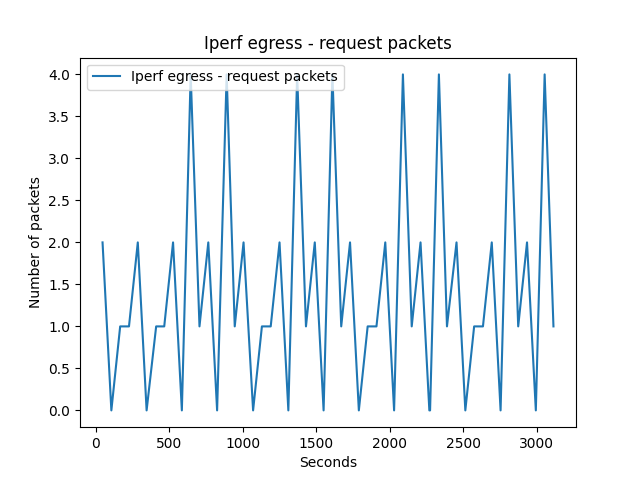 Iperf egress - request packets
Iperf egress - request packets
4.0
3.5
3.0
2.5
2.0
1.5
1.0
0.5
0.0
Number of packets
0 500 1000 1500 2000 2500 3000
Seconds